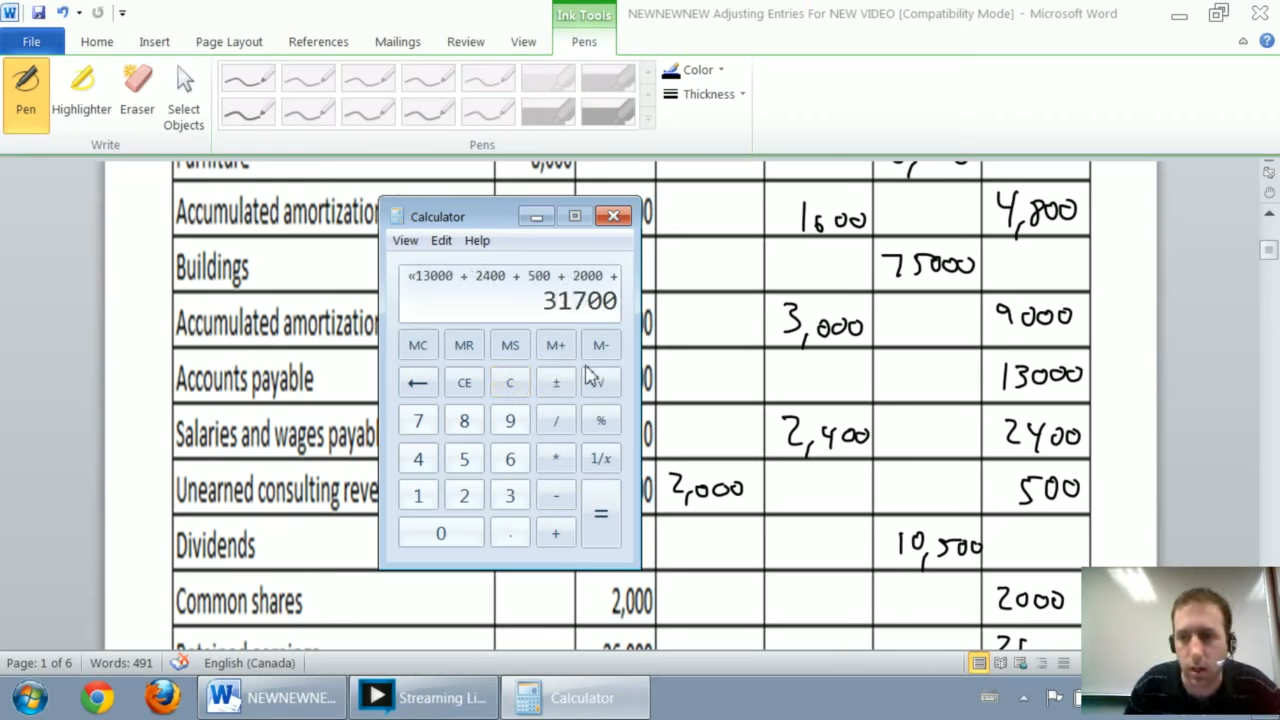 NEWNEWNEW Adjusting Entries For NEW VIDEO [Compatibility Mode] - Microsoft Word
Ink Tools
File Home Insert Page Layout References Mailings Review View Pens
Pen Highlighter Eraser Select Objects
Color
Thickness
Write Pens
Furniture
Accumulated amortization 1600 4,800
Buildings 75000
Accumulated amortization 3,000 9000
Accounts payable 13000
Salaries and wages payabl 2,400 2400
Unearned consulting reve 2,000 500
Dividends 10,500
Common shares 2,000 2000
Retained earnings
Calculator
View Edit Help
«13000 + 2400 + 500 + 2000 +
31700
MC MR MS M+ M-
← CE C ± √
7 8 9 / %
4 5 6 * 1/x
1 2 3 - =
0 . +
Page: 1 of 6 Words: 491 English (Canada)
NEWNEWNE... Streaming Li... Calculator